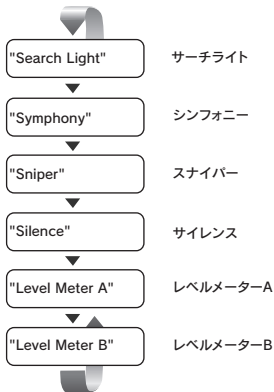 "Search Light" サーチライト
"Symphony" シンフォニー
"Sniper" スナイパー
"Silence" サイレンス
"Level Meter A" レベルメーターA
"Level Meter B" レベルメーターB